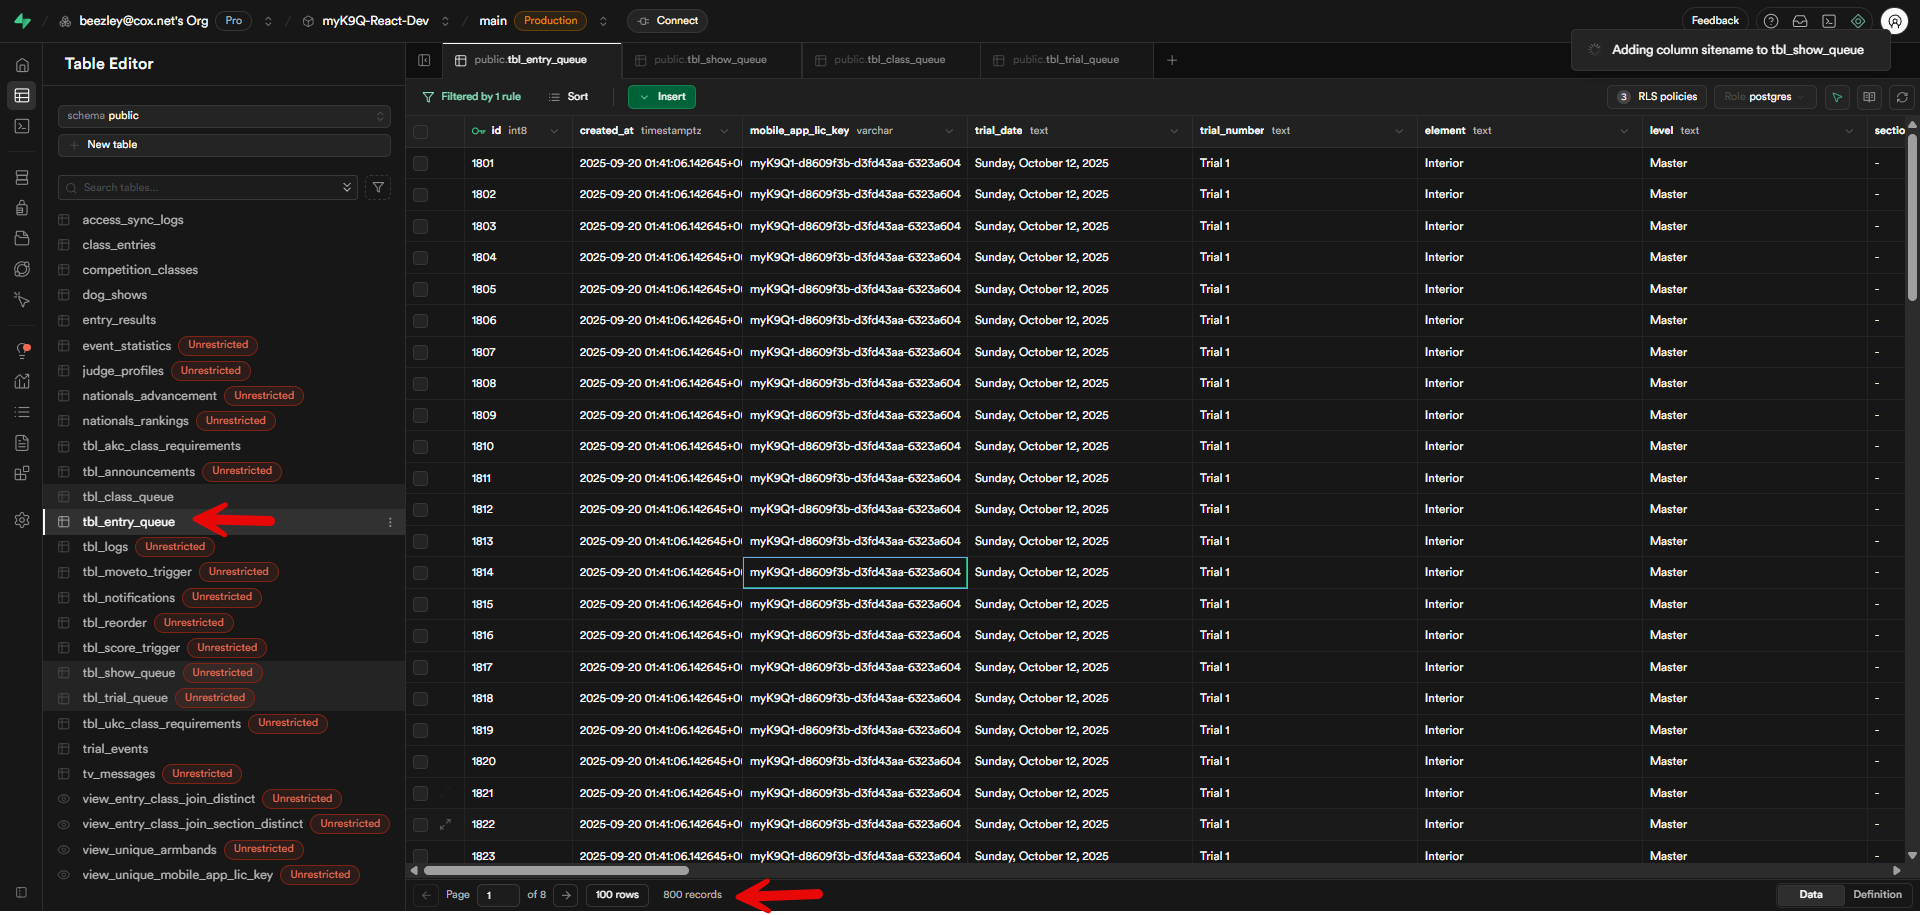 beezley@cox.net's Org Pro myK9Q-React-Dev main Production Connect Feedback
Adding column sitename to tbl_show_queue
Table Editor
public.tbl_entry_queue public.tbl_show_queue public.tbl_class_queue public.tbl_trial_queue
Filtered by 1 rule Sort Insert 3 RLS policies Role postgres
schema public
New table
Search tables...
access_sync_logs
class_entries
competition_classes
dog_shows
entry_results
event_statistics Unrestricted
judge_profiles Unrestricted
nationals_advancement Unrestricted
nationals_rankings Unrestricted
tbl_akc_class_requirements
tbl_announcements Unrestricted
tbl_class_queue
tbl_entry_queue
tbl_logs Unrestricted
tbl_moveto_trigger Unrestricted
tbl_notifications Unrestricted
tbl_reorder Unrestricted
tbl_score_trigger Unrestricted
tbl_show_queue Unrestricted
tbl_trial_queue Unrestricted
tbl_ukc_class_requirements Unrestricted
trial_events
tv_messages Unrestricted
view_entry_class_join_distinct Unrestricted
view_entry_class_join_section_distinct Unrestricted
view_unique_armbands Unrestricted
view_unique_mobile_app_lic_key Unrestricted
id int8 created_at timestamptz mobile_app_lic_key varchar trial_date text trial_number text element text level text sectio
1801 2025-09-20 01:41:06.142645+0 myK9Q1-d8609f3b-d3fd43aa-6323a604 Sunday, October 12, 2025 Trial 1 Interior Master -
1802 2025-09-20 01:41:06.142645+0 myK9Q1-d8609f3b-d3fd43aa-6323a604 Sunday, October 12, 2025 Trial 1 Interior Master -
1803 2025-09-20 01:41:06.142645+0 myK9Q1-d8609f3b-d3fd43aa-6323a604 Sunday, October 12, 2025 Trial 1 Interior Master -
1804 2025-09-20 01:41:06.142645+0 myK9Q1-d8609f3b-d3fd43aa-6323a604 Sunday, October 12, 2025 Trial 1 Interior Master -
1805 2025-09-20 01:41:06.142645+0 myK9Q1-d8609f3b-d3fd43aa-6323a604 Sunday, October 12, 2025 Trial 1 Interior Master -
1806 2025-09-20 01:41:06.142645+0 myK9Q1-d8609f3b-d3fd43aa-6323a604 Sunday, October 12, 2025 Trial 1 Interior Master -
1807 2025-09-20 01:41:06.142645+0 myK9Q1-d8609f3b-d3fd43aa-6323a604 Sunday, October 12, 2025 Trial 1 Interior Master -
1808 2025-09-20 01:41:06.142645+0 myK9Q1-d8609f3b-d3fd43aa-6323a604 Sunday, October 12, 2025 Trial 1 Interior Master -
1809 2025-09-20 01:41:06.142645+0 myK9Q1-d8609f3b-d3fd43aa-6323a604 Sunday, October 12, 2025 Trial 1 Interior Master -
1810 2025-09-20 01:41:06.142645+0 myK9Q1-d8609f3b-d3fd43aa-6323a604 Sunday, October 12, 2025 Trial 1 Interior Master -
1811 2025-09-20 01:41:06.142645+0 myK9Q1-d8609f3b-d3fd43aa-6323a604 Sunday, October 12, 2025 Trial 1 Interior Master -
1812 2025-09-20 01:41:06.142645+0 myK9Q1-d8609f3b-d3fd43aa-6323a604 Sunday, October 12, 2025 Trial 1 Interior Master -
1813 2025-09-20 01:41:06.142645+0 myK9Q1-d8609f3b-d3fd43aa-6323a604 Sunday, October 12, 2025 Trial 1 Interior Master -
1814 2025-09-20 01:41:06.142645+0 myK9Q1-d8609f3b-d3fd43aa-6323a604 Sunday, October 12, 2025 Trial 1 Interior Master -
1815 2025-09-20 01:41:06.142645+0 myK9Q1-d8609f3b-d3fd43aa-6323a604 Sunday, October 12, 2025 Trial 1 Interior Master -
1816 2025-09-20 01:41:06.142645+0 myK9Q1-d8609f3b-d3fd43aa-6323a604 Sunday, October 12, 2025 Trial 1 Interior Master -
1817 2025-09-20 01:41:06.142645+0 myK9Q1-d8609f3b-d3fd43aa-6323a604 Sunday, October 12, 2025 Trial 1 Interior Master -
1818 2025-09-20 01:41:06.142645+0 myK9Q1-d8609f3b-d3fd43aa-6323a604 Sunday, October 12, 2025 Trial 1 Interior Master -
1819 2025-09-20 01:41:06.142645+0 myK9Q1-d8609f3b-d3fd43aa-6323a604 Sunday, October 12, 2025 Trial 1 Interior Master -
1820 2025-09-20 01:41:06.142645+0 myK9Q1-d8609f3b-d3fd43aa-6323a604 Sunday, October 12, 2025 Trial 1 Interior Master -
1821 2025-09-20 01:41:06.142645+0 myK9Q1-d8609f3b-d3fd43aa-6323a604 Sunday, October 12, 2025 Trial 1 Interior Master -
1822 2025-09-20 01:41:06.142645+0 myK9Q1-d8609f3b-d3fd43aa-6323a604 Sunday, October 12, 2025 Trial 1 Interior Master -
1823 2025-09-20 01:41:06.142645+0 myK9Q1-d8609f3b-d3fd43aa-6323a604 Sunday, October 12, 2025 Trial 1 Interior Master -
Page 1 of 8 100 rows 800 records Data Definition